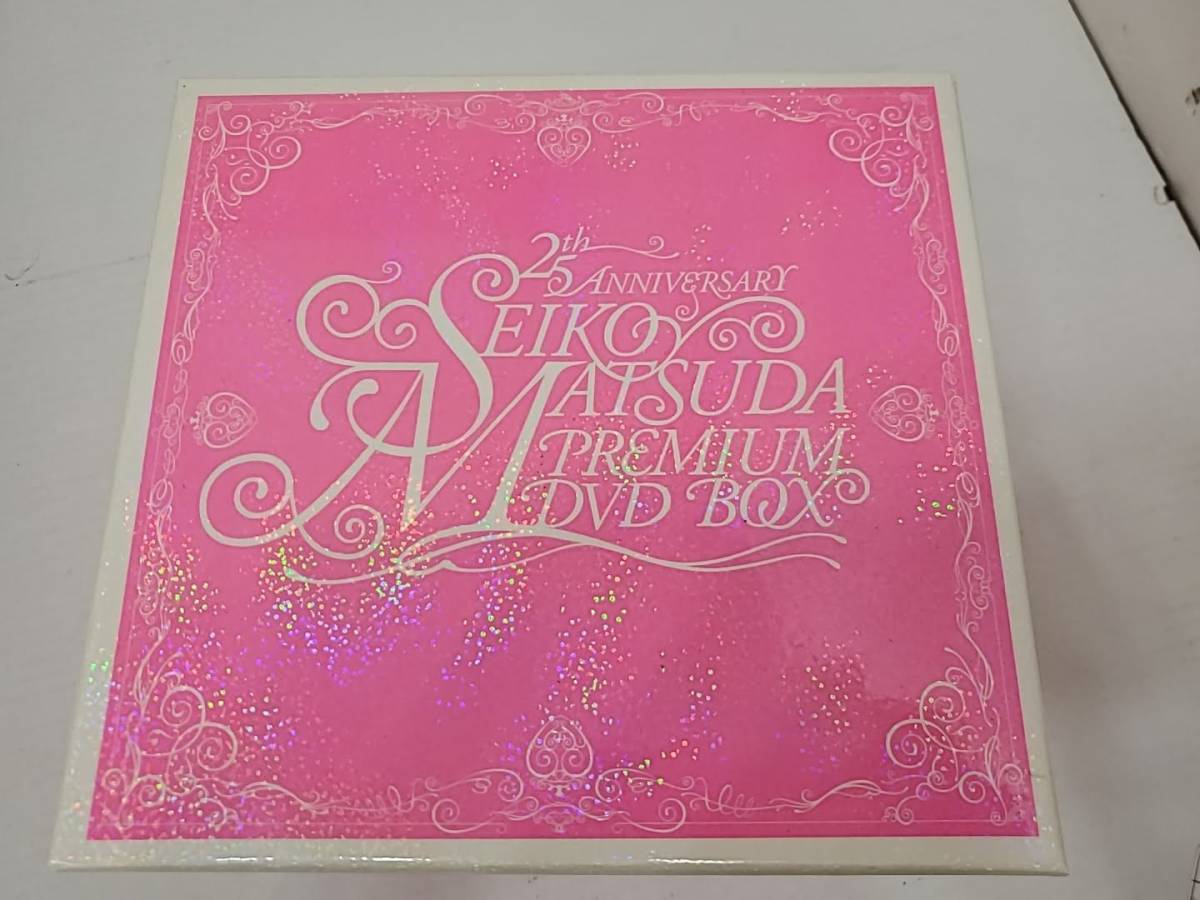 25th ANNIVERSARY
SEIKO
MATSUDA
PREMIUM
DVD BOX